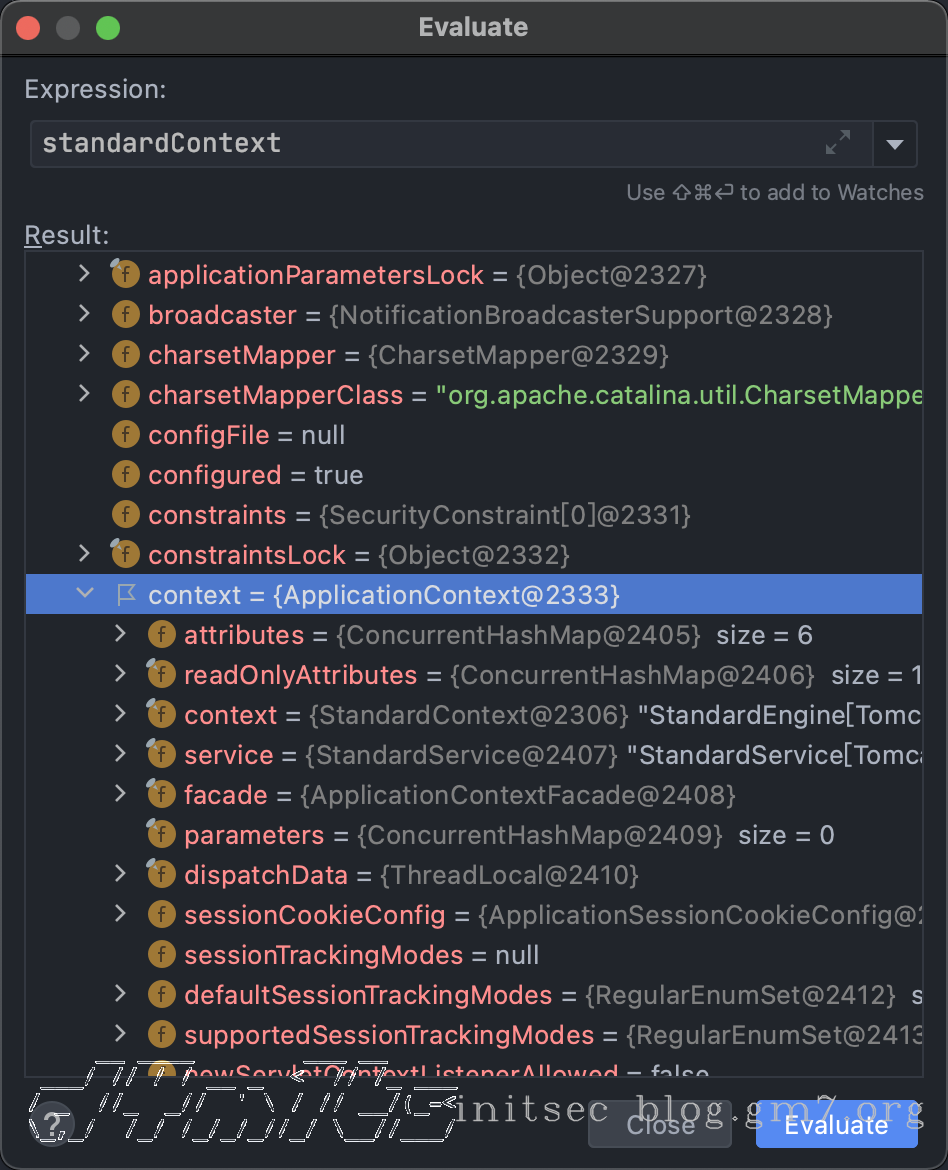 Evaluate
Expression:
standardContext
Use ⇧⌘⏎ to add to Watches
Result:
applicationParametersLock = {Object@2327}
broadcaster = {NotificationBroadcasterSupport@2328}
charsetMapper = {CharsetMapper@2329}
charsetMapperClass = "org.apache.catalina.util.CharsetMappe
configFile = null
configured = true
constraints = {SecurityConstraint[0]@2331}
constraintsLock = {Object@2332}
context = {ApplicationContext@2333}
attributes = {ConcurrentHashMap@2405} size = 6
readOnlyAttributes = {ConcurrentHashMap@2406} size = 1
context = {StandardContext@2306} "StandardEngine[Tomc
service = {StandardService@2407} "StandardService[Tomca
facade = {ApplicationContextFacade@2408}
parameters = {ConcurrentHashMap@2409} size = 0
dispatchData = {ThreadLocal@2410}
sessionCookieConfig = {ApplicationSessionCookieConfig@2
sessionTrackingModes = null
defaultSessionTrackingModes = {RegularEnumSet@2412} s
supportedSessionTrackingModes = {RegularEnumSet@2413
newServletContextListenerAllowed = false
initsec blog.gm7.org
? Close Evaluate